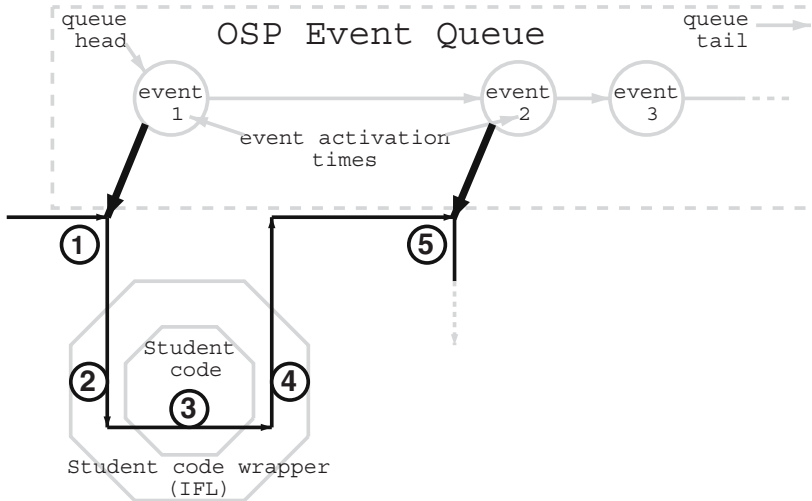 queue
head
OSP Event Queue
queue
tail
event
1
event
2
event
3
event activation
times
1
5
Student
code
2
3
4
Student code wrapper
(IFL)